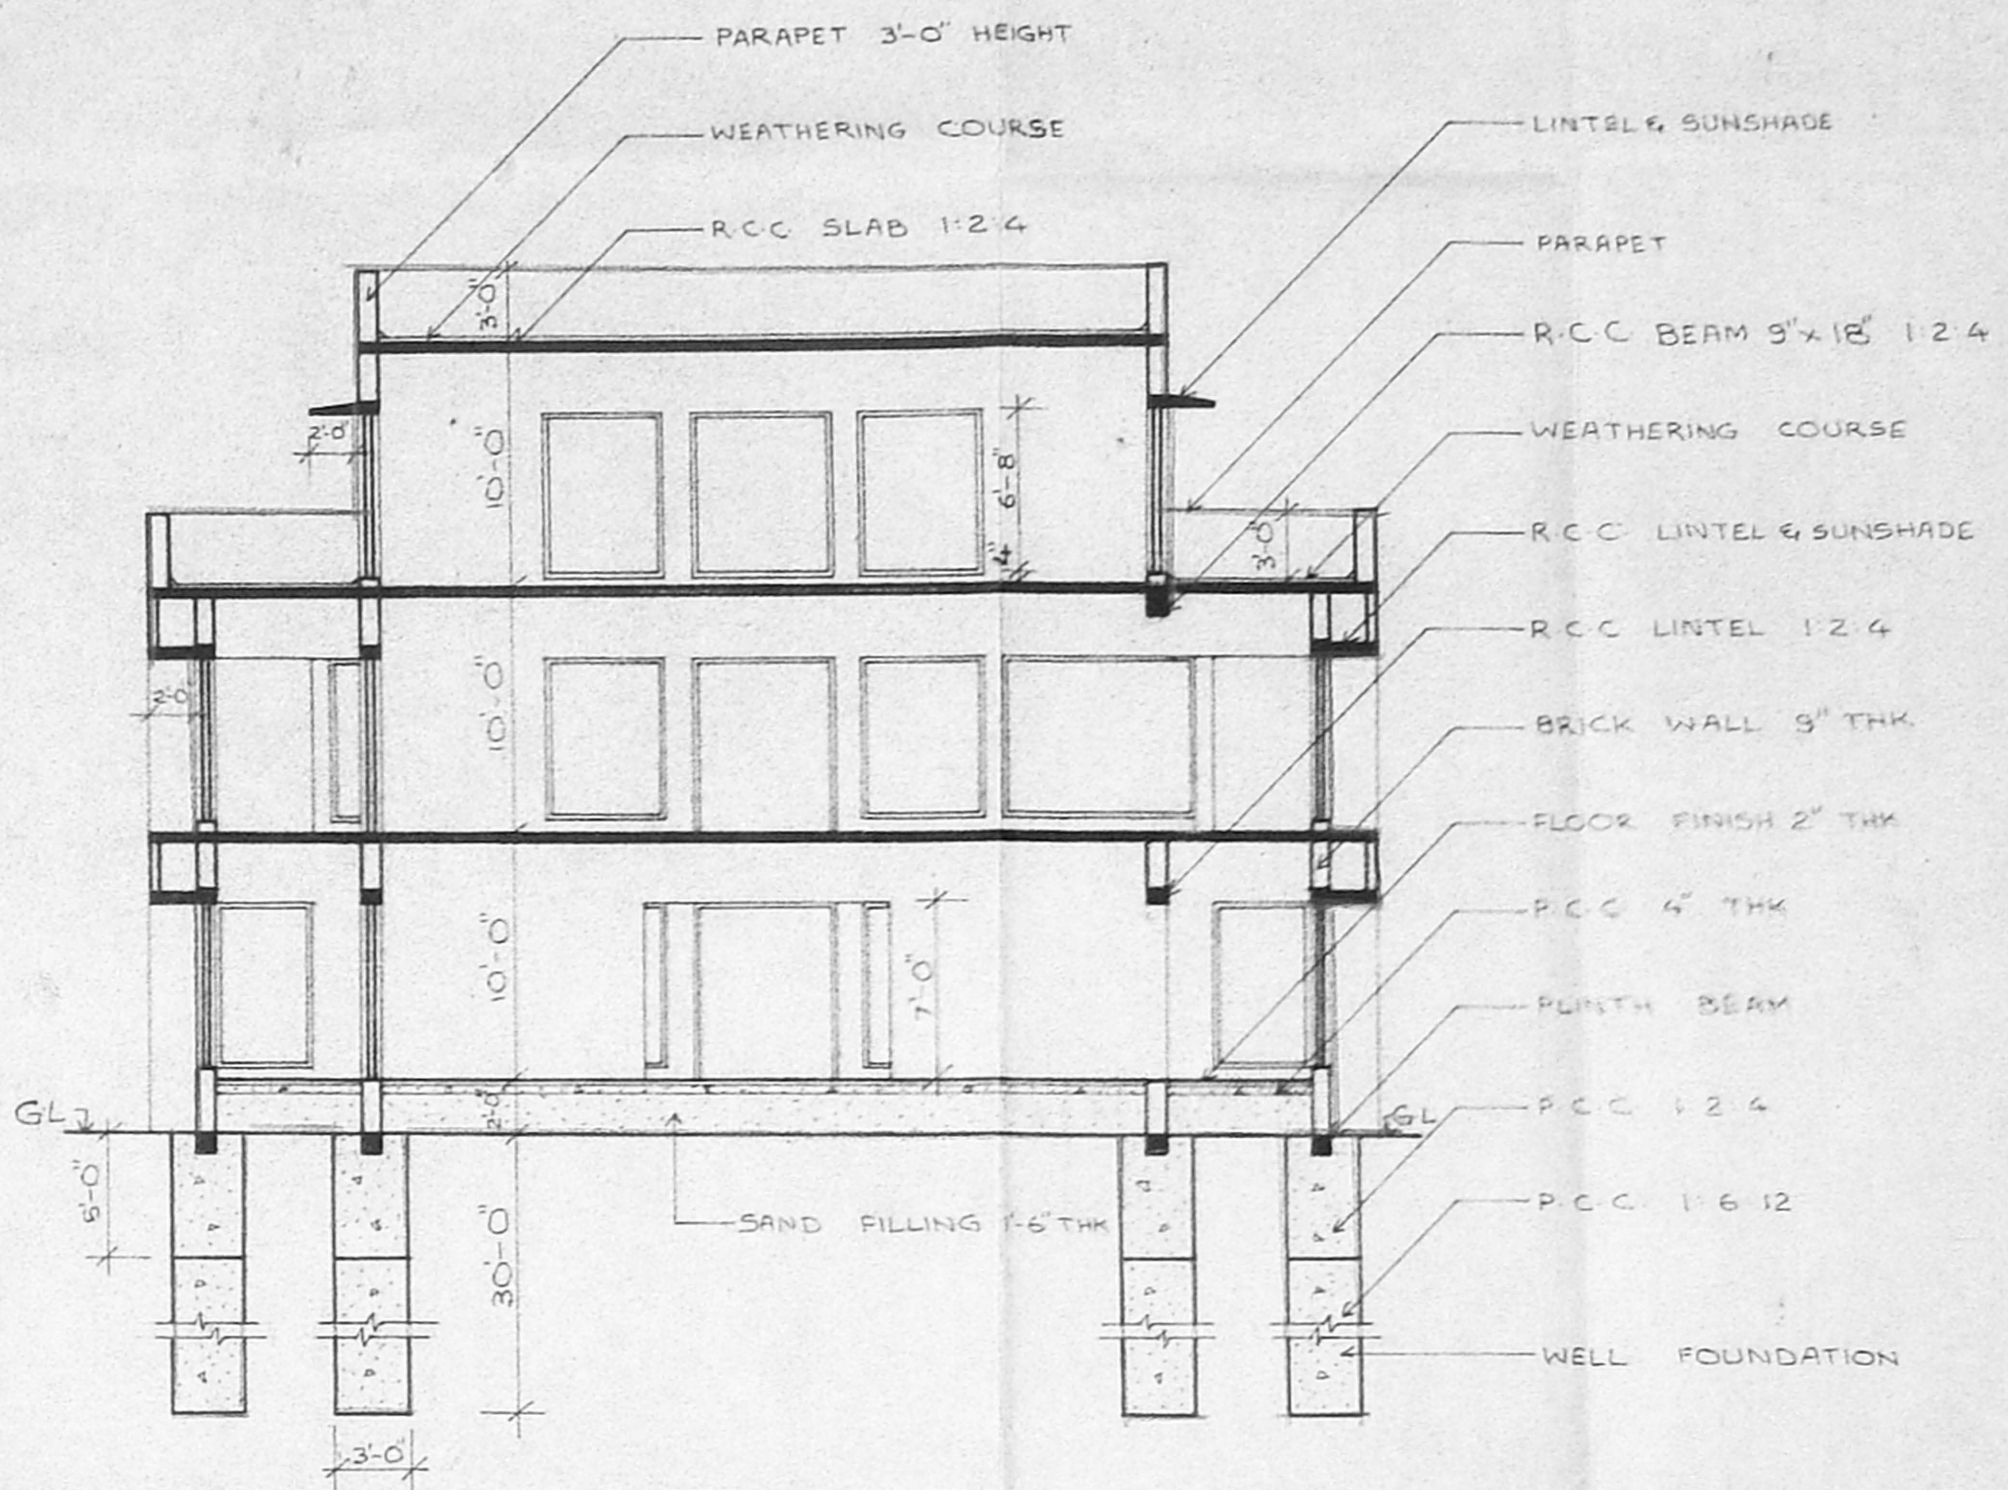 PARAPET 3'-0" HEIGHT
WEATHERING COURSE
R.C.C. SLAB 1:2:4
LINTEL & SUNSHADE
PARAPET
R.C.C BEAM 9"x18" 1:2:4
WEATHERING COURSE
R.C.C. LINTEL & SUNSHADE
R.C.C LINTEL 1:2:4
BRICK WALL 9" THK.
FLOOR FINISH 2" THK
P.C.C 4" THK
PLINTH BEAM
P.C.C 1:2:4
P.C.C. 1:6:12
WELL FOUNDATION
SAND FILLING 1'-6" THK
3'-0"
2'-0"
10'-0"
6'-8"
4"
3'-0"
2'-0"
10'-0"
10'-0"
7'-0"
2'-0"
GL
GL
5'-0"
30'-0"
3'-0"